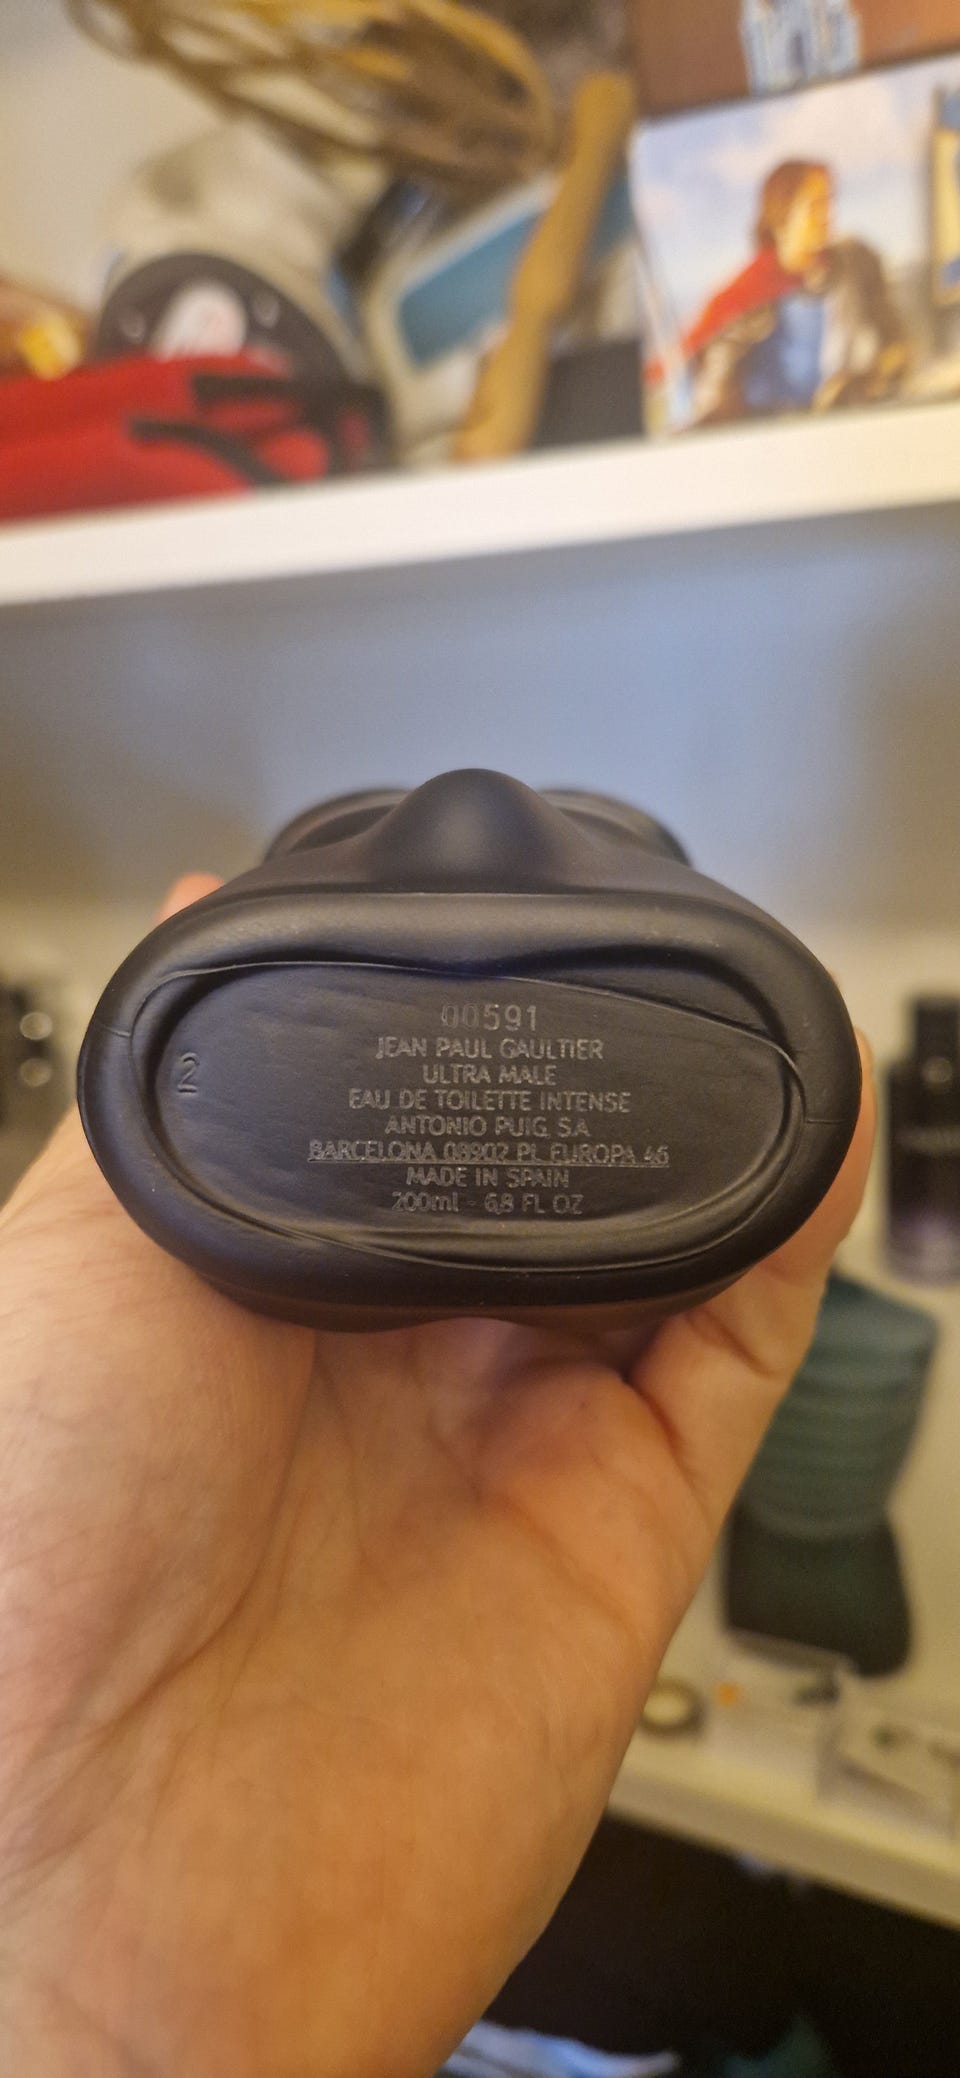 00591
JEAN PAUL GAULTIER
ULTRA MALE
EAU DE TOILETTE INTENSE
ANTONIO PUIG, S.A
BARCELONA 08902 PL EUROPA 46
MADE IN SPAIN
200ml - 6,8 FL OZ
2